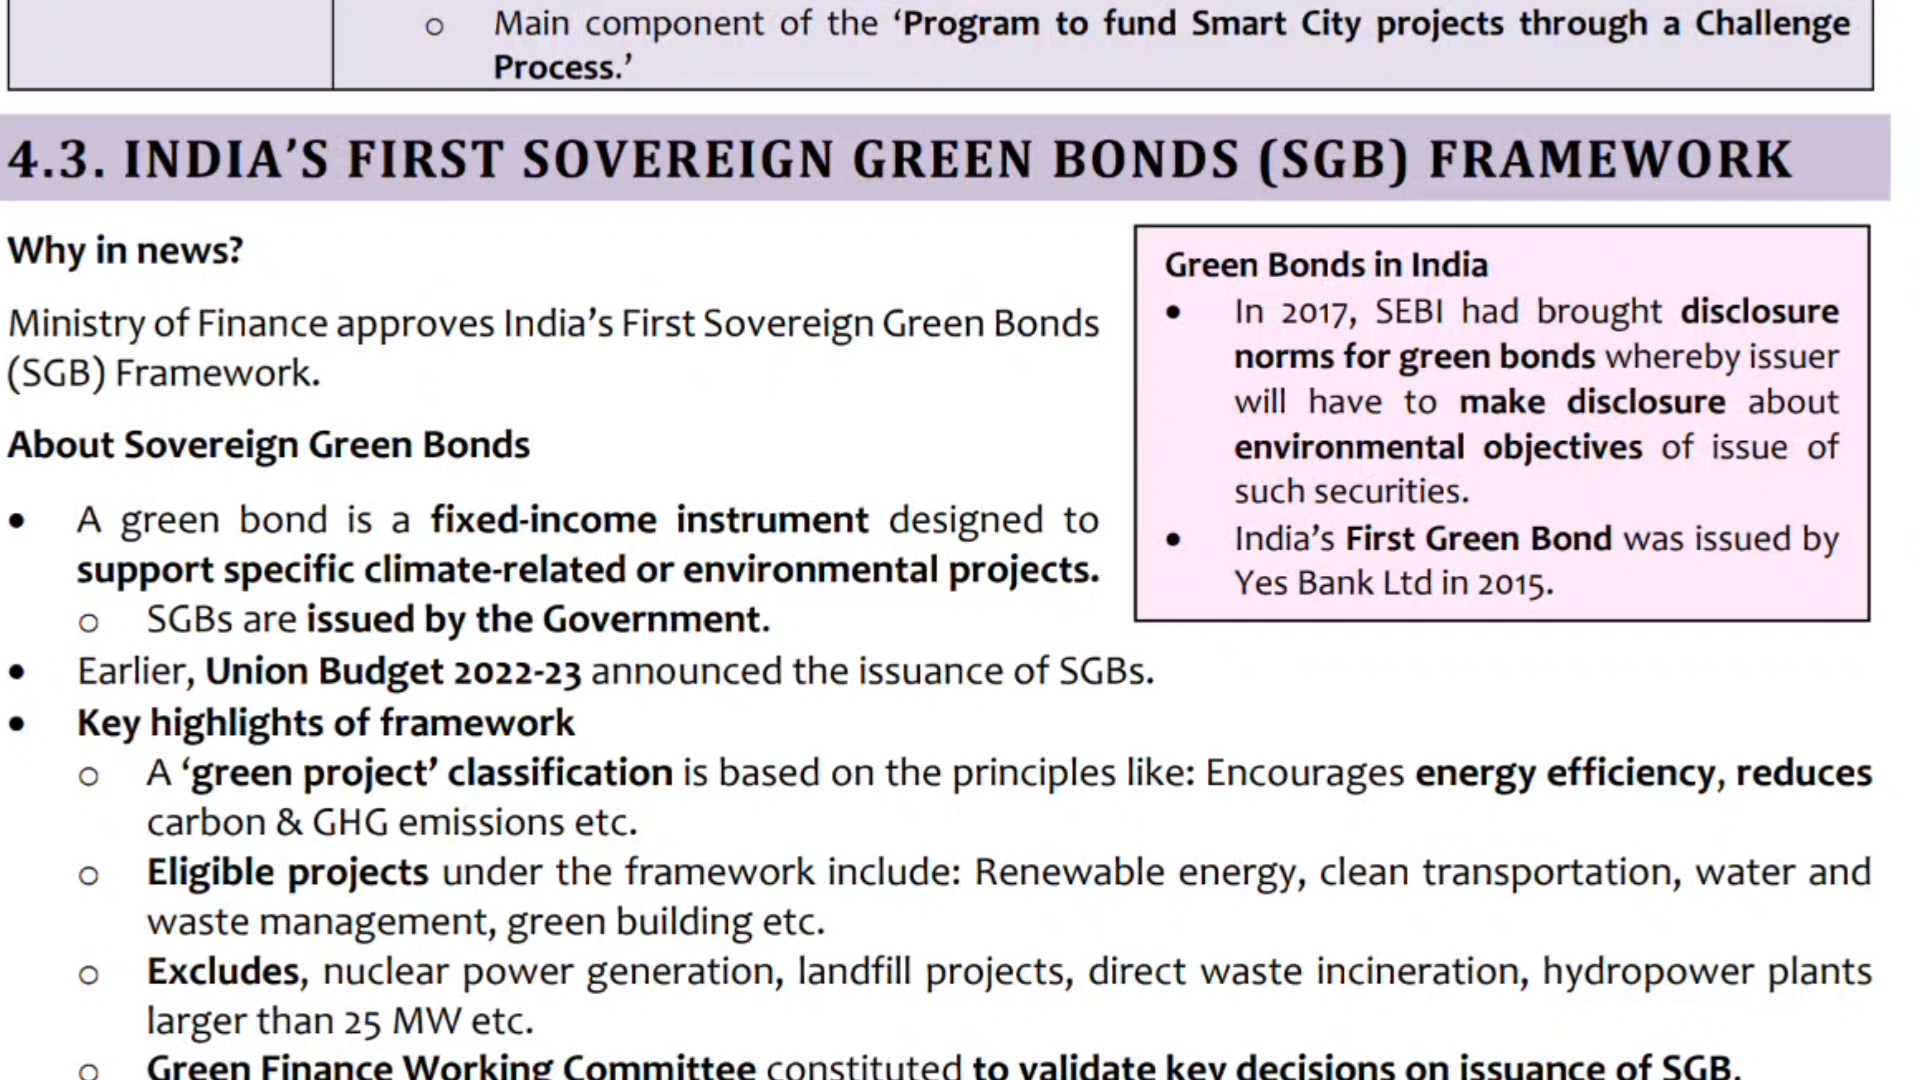 o Main component of the ‘Program to fund Smart City projects through a Challenge
Process.’
4.3. INDIA’S FIRST SOVEREIGN GREEN BONDS (SGB) FRAMEWORK
Why in news?
Ministry of Finance approves India’s First Sovereign Green Bonds
(SGB) Framework.
About Sovereign Green Bonds
• A green bond is a fixed-income instrument designed to
support specific climate-related or environmental projects.
o SGBs are issued by the Government.
Green Bonds in India
• In 2017, SEBI had brought disclosure
norms for green bonds whereby issuer
will have to make disclosure about
environmental objectives of issue of
such securities.
• India’s First Green Bond was issued by
Yes Bank Ltd in 2015.
• Earlier, Union Budget 2022-23 announced the issuance of SGBs.
• Key highlights of framework
o A ‘green project’ classification is based on the principles like: Encourages energy efficiency, reduces
carbon & GHG emissions etc.
o Eligible projects under the framework include: Renewable energy, clean transportation, water and
waste management, green building etc.
o Excludes, nuclear power generation, landfill projects, direct waste incineration, hydropower plants
larger than 25 MW etc.
o Green Finance Working Committee constituted to validate key decisions on issuance of SGB.